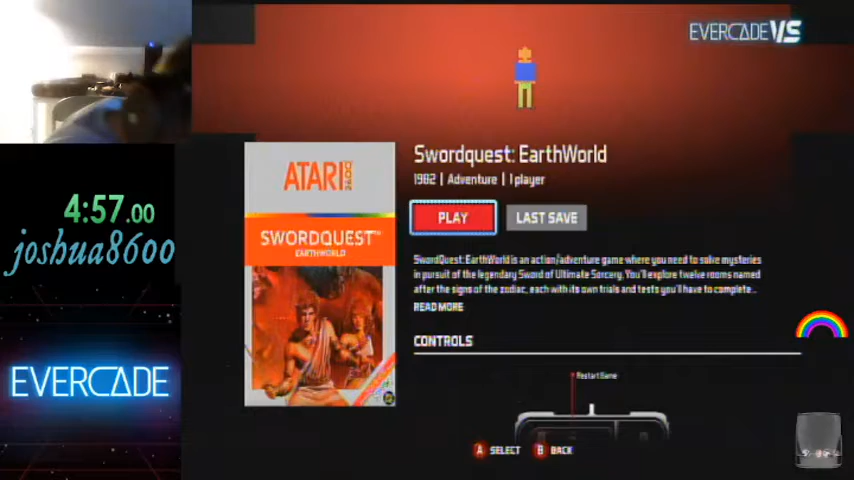 EVERCADE VS
Swordquest: EarthWorld
1982 | Adventure | 1 player
PLAY
LAST SAVE
SwordQuest: EarthWorld is an action/adventure game where you need to solve mysteries
in pursuit of the legendary Sword of Ultimate Sorcery. You'll explore twelve rooms named
after the signs of the zodiac, each with its own trials and tests you'll have to complete...
READ MORE
CONTROLS
Restart Game
A SELECT
B BACK
ATARI 2600
SWORDQUEST™
EARTHWORLD
4:57.00
joshua8600
EVERCADE